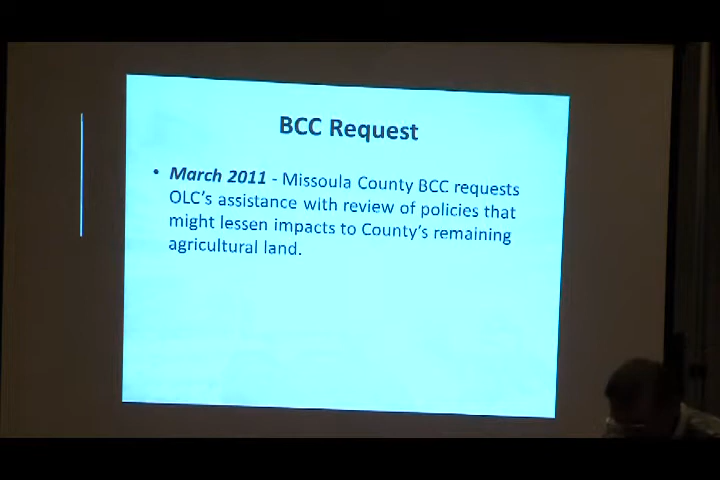 BCC Request
• March 2011 - Missoula County BCC requests
OLC's assistance with review of policies that
might lessen impacts to County's remaining
agricultural land.